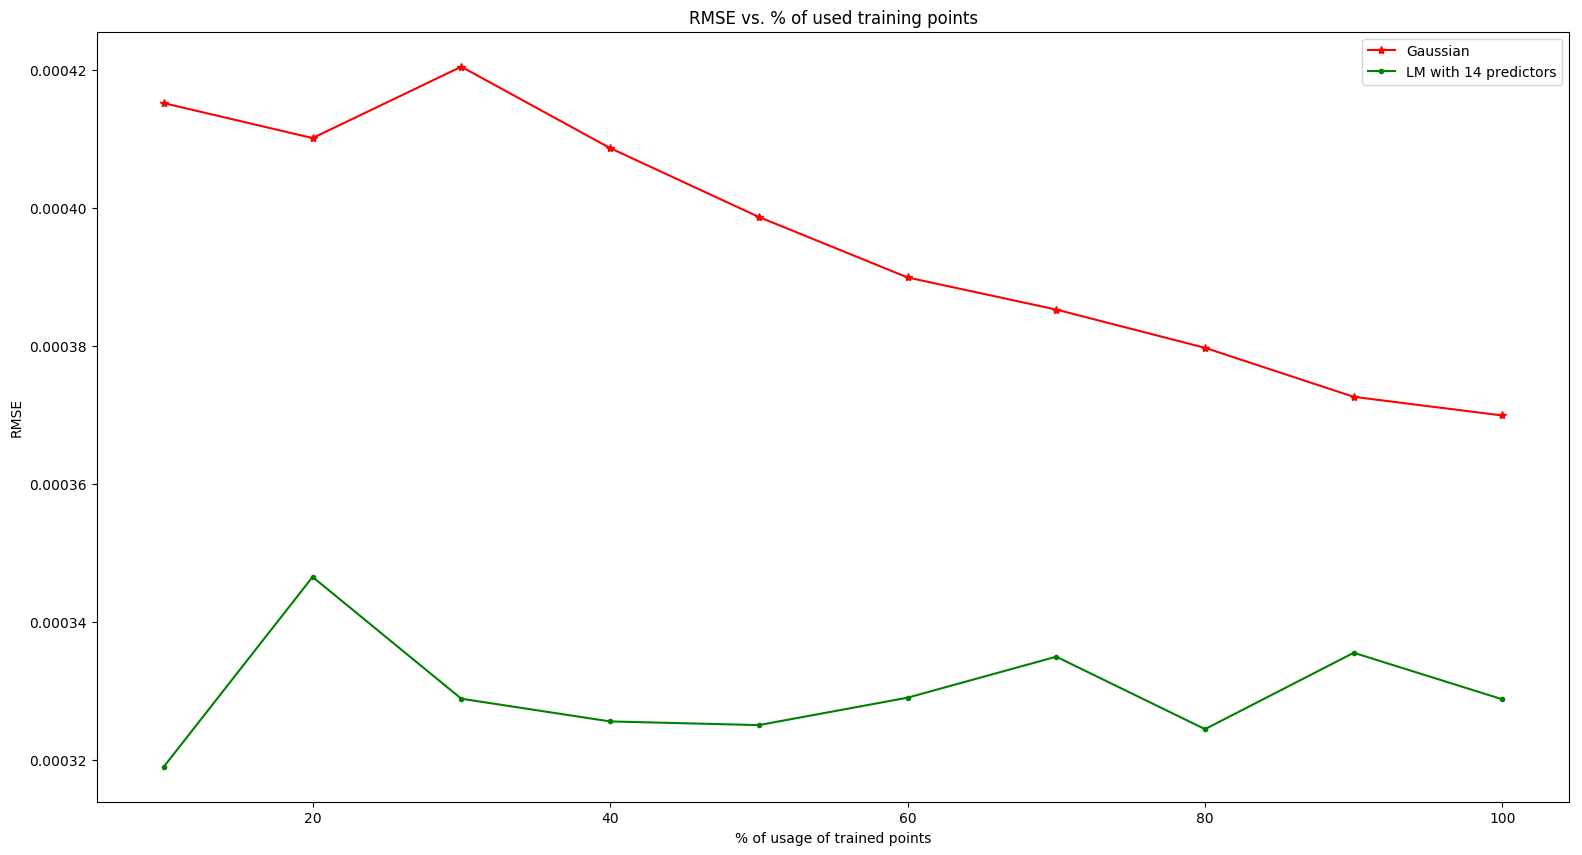 RMSE vs. % of used training points
Gaussian
LM with 14 predictors
RMSE
0.00042
0.00040
0.00038
0.00036
0.00034
0.00032
20 40 60 80 100
% of usage of trained points